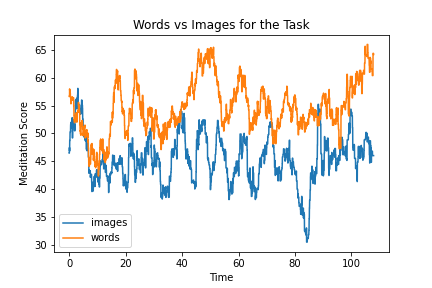 Words vs Images for the Task
Meditation Score
65
60
55
50
45
40
35
30
images
words
0
20
40
60
80
100
Time